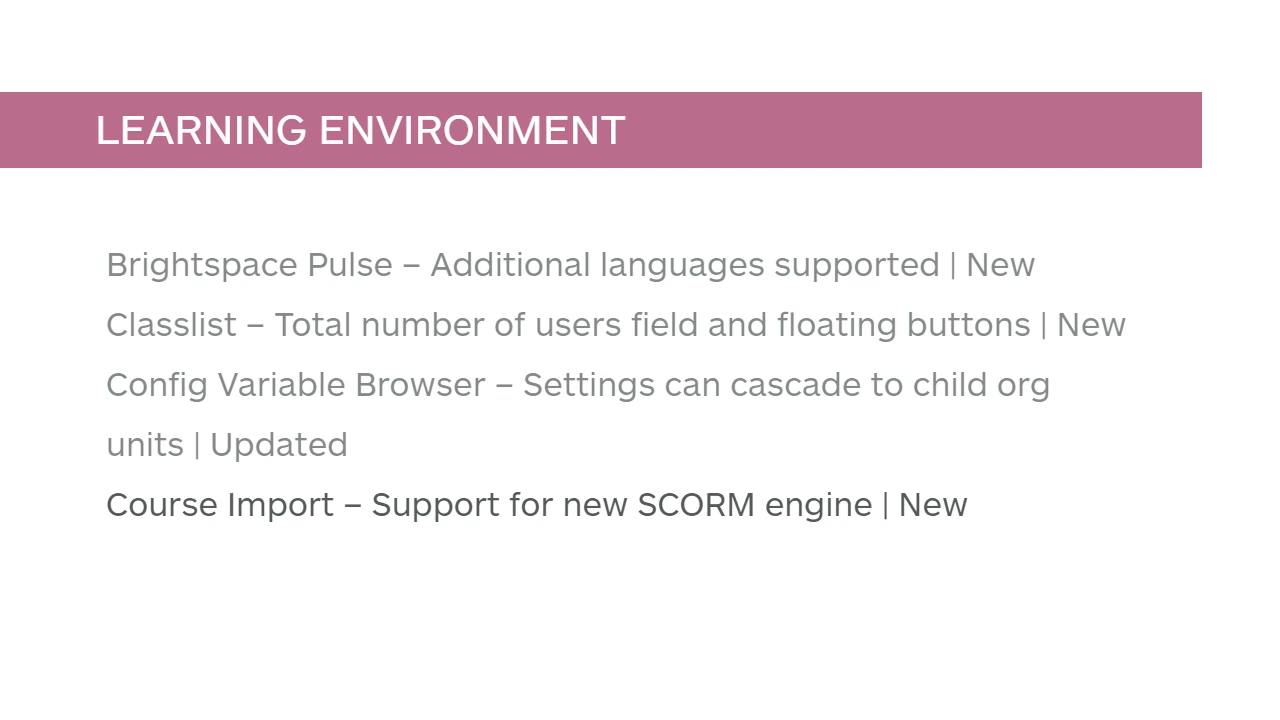 LEARNING ENVIRONMENT
Brightspace Pulse – Additional languages supported | New
Classlist – Total number of users field and floating buttons | New
Config Variable Browser – Settings can cascade to child org
units | Updated
Course Import – Support for new SCORM engine | New